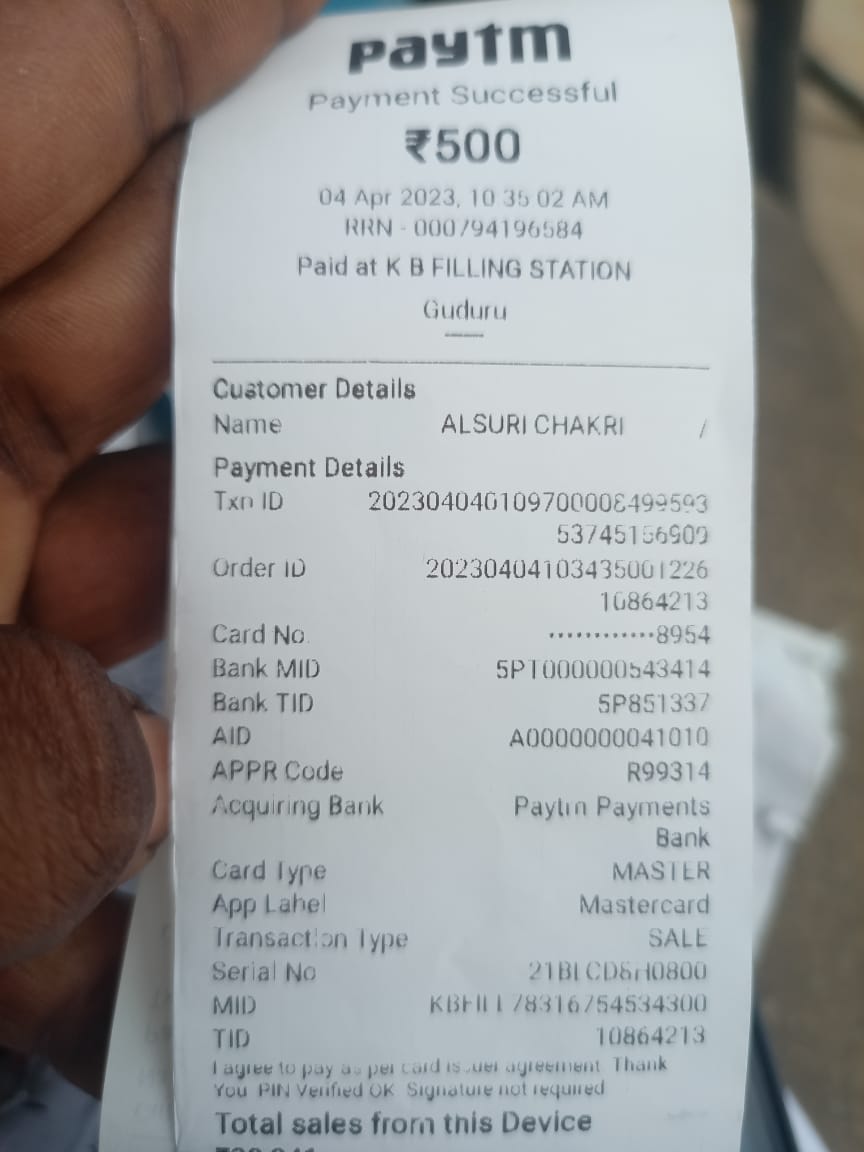 paytm
Payment Successful
₹500
04 Apr 2023, 10 35 02 AM
RRN - 000794196584
Paid at K B FILLING STATION
Guduru
Customer Details
Name ALSURI CHAKRI /
Payment Details
Txn ID
Order ID 20230404103435001226
10864213
Card No. ............8954
Bank MID 5PT000000543414
Bank TID 5P851337
AID A0000000041010
APPR Code R99314
Acquiring Bank Paytm Payments
Bank
Card Type MASTER
App Label Mastercard
Transaction Type SALE
Serial No
MID
TID 10864213
I agree to pay as per card issuer agreement Thank
You PIN Verified OK Signature not required
Total sales from this Device